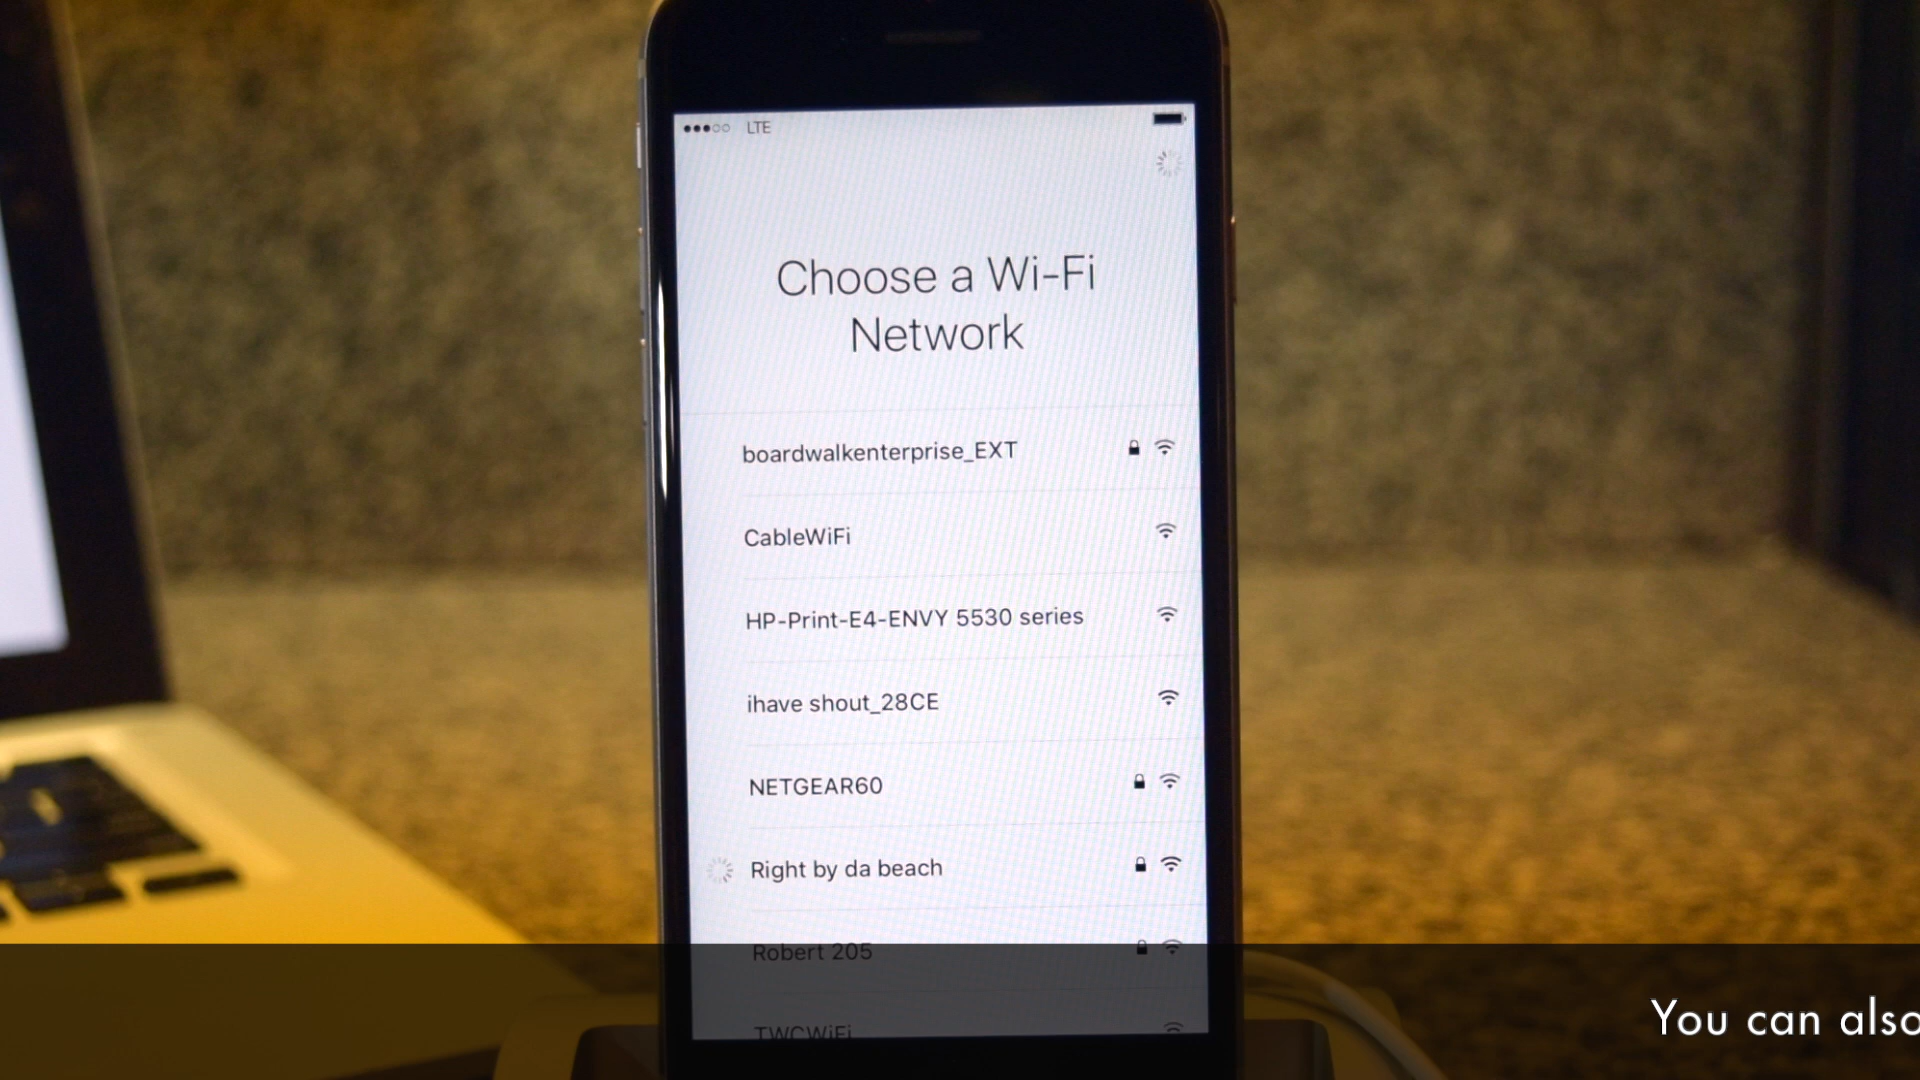 LTE
Choose a Wi-Fi
Network
boardwalkenterprise_EXT
CableWiFi
HP-Print-E4-ENVY 5530 series
ihave shout_28CE
NETGEAR60
Right by da beach
Robert 205
TWCWiFi
You can also